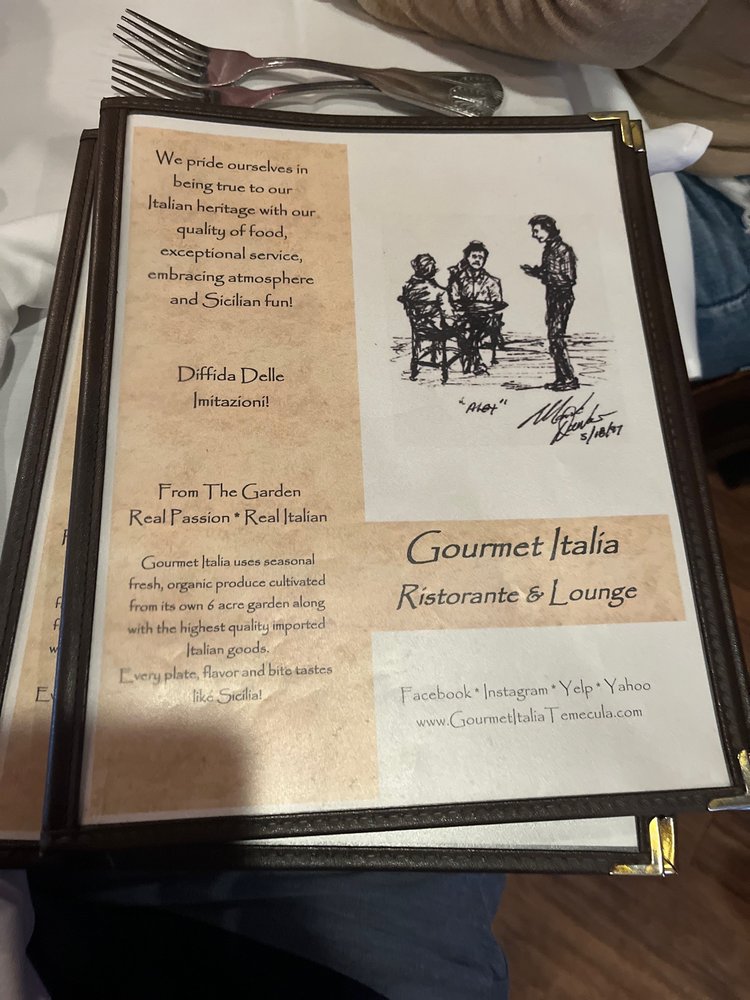 We pride ourselves in
being true to our
Italian heritage with our
quality of food,
exceptional service,
embracing atmosphere
and Sicilian fun!
Diffida Delle
Imitazioni!
From The Garden
Real Passion * Real Italian
Gourmet Italia uses seasonal
fresh, organic produce cultivated
from its own 6 acre garden along
with the highest quality imported
Italian goods.
Every plate, flavor and bite tastes
like Sicilia!
"Alex"
5/18/97
Gourmet Italia
Ristorante & Lounge
Facebook * Instagram * Yelp * Yahoo
www.GourmetItaliaTemecula.com